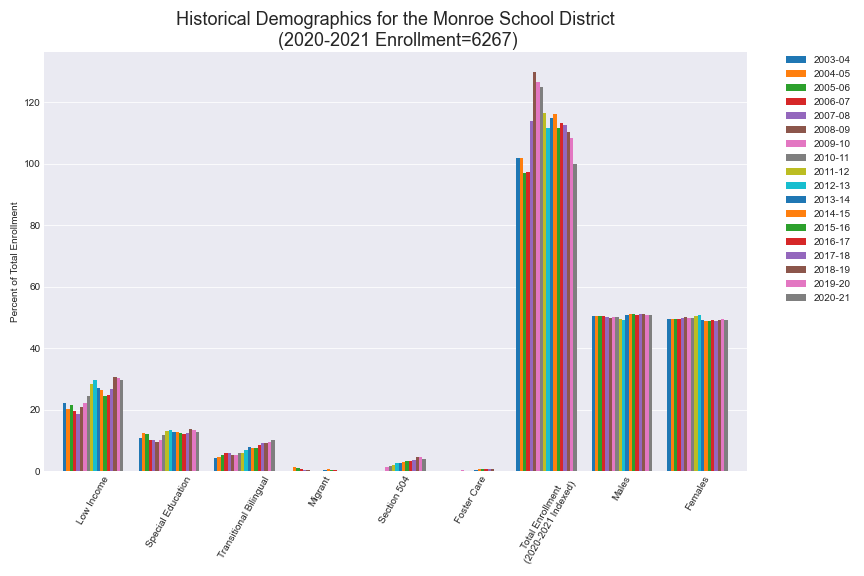 Historical Demographics for the Monroe School District
(2020-2021 Enrollment=6267)
Percent of Total Enrollment
120
100
80
60
40
20
0
Low Income
Special Education
Transitional Bilingual
Migrant
Section 504
Foster Care
Total Enrollment
(2020-2021 Indexed)
Males
Females
2003-04
2004-05
2005-06
2006-07
2007-08
2008-09
2009-10
2010-11
2011-12
2012-13
2013-14
2014-15
2015-16
2016-17
2017-18
2018-19
2019-20
2020-21